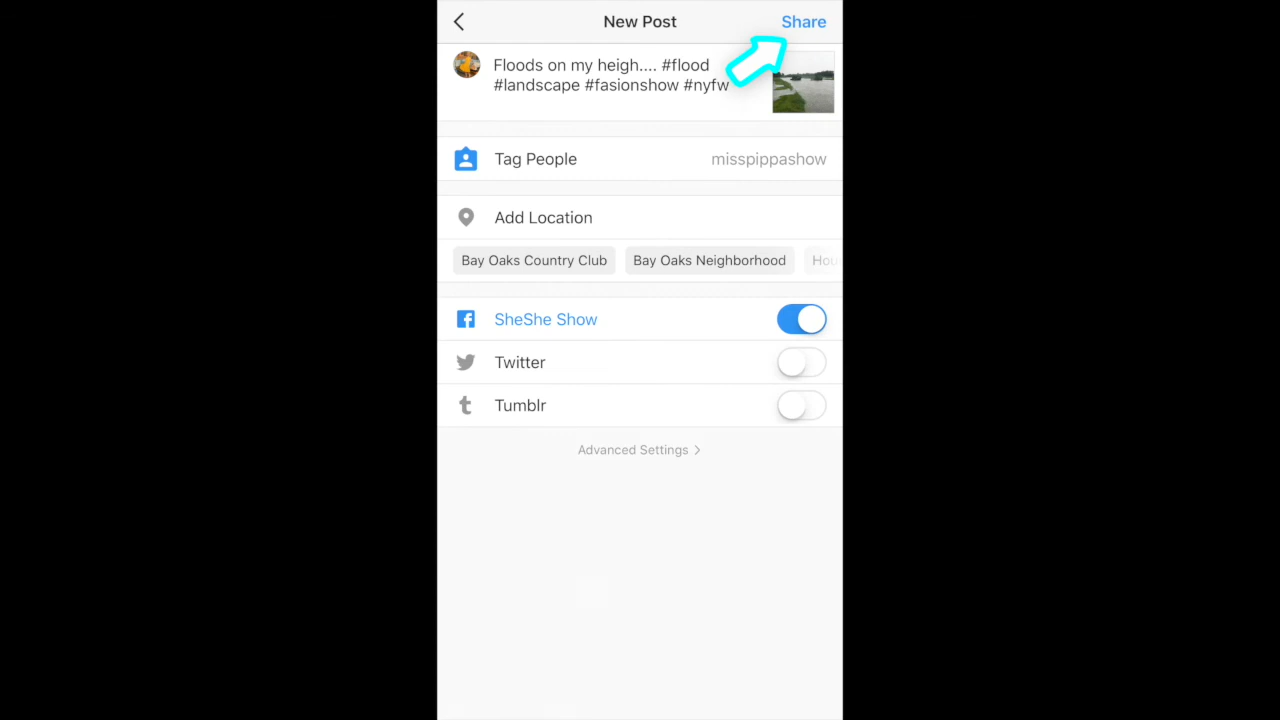 New Post
Share
Floods on my heigh.... #flood
#landscape #fasionshow #nyfw
Tag People
misspippashow
Add Location
Bay Oaks Country Club
Bay Oaks Neighborhood
Hou
SheShe Show
Twitter
Tumblr
Advanced Settings >